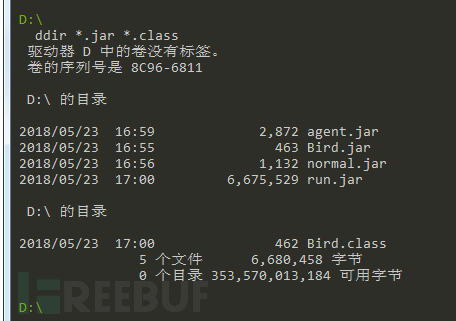 D:\
ddir *.jar *.class
驱动器 D 中的卷没有标签。
卷的序列号是 8C96-6811
D:\ 的目录
2018/05/23  16:59             2,872 agent.jar
2018/05/23  16:55               463 Bird.jar
2018/05/23  16:56             1,132 normal.jar
2018/05/23  17:00         6,675,529 run.jar
D:\ 的目录
2018/05/23  17:00               462 Bird.class
5 个文件      6,680,458 字节
0 个目录 353,570,013,184 可用字节
REEBUF
D:\